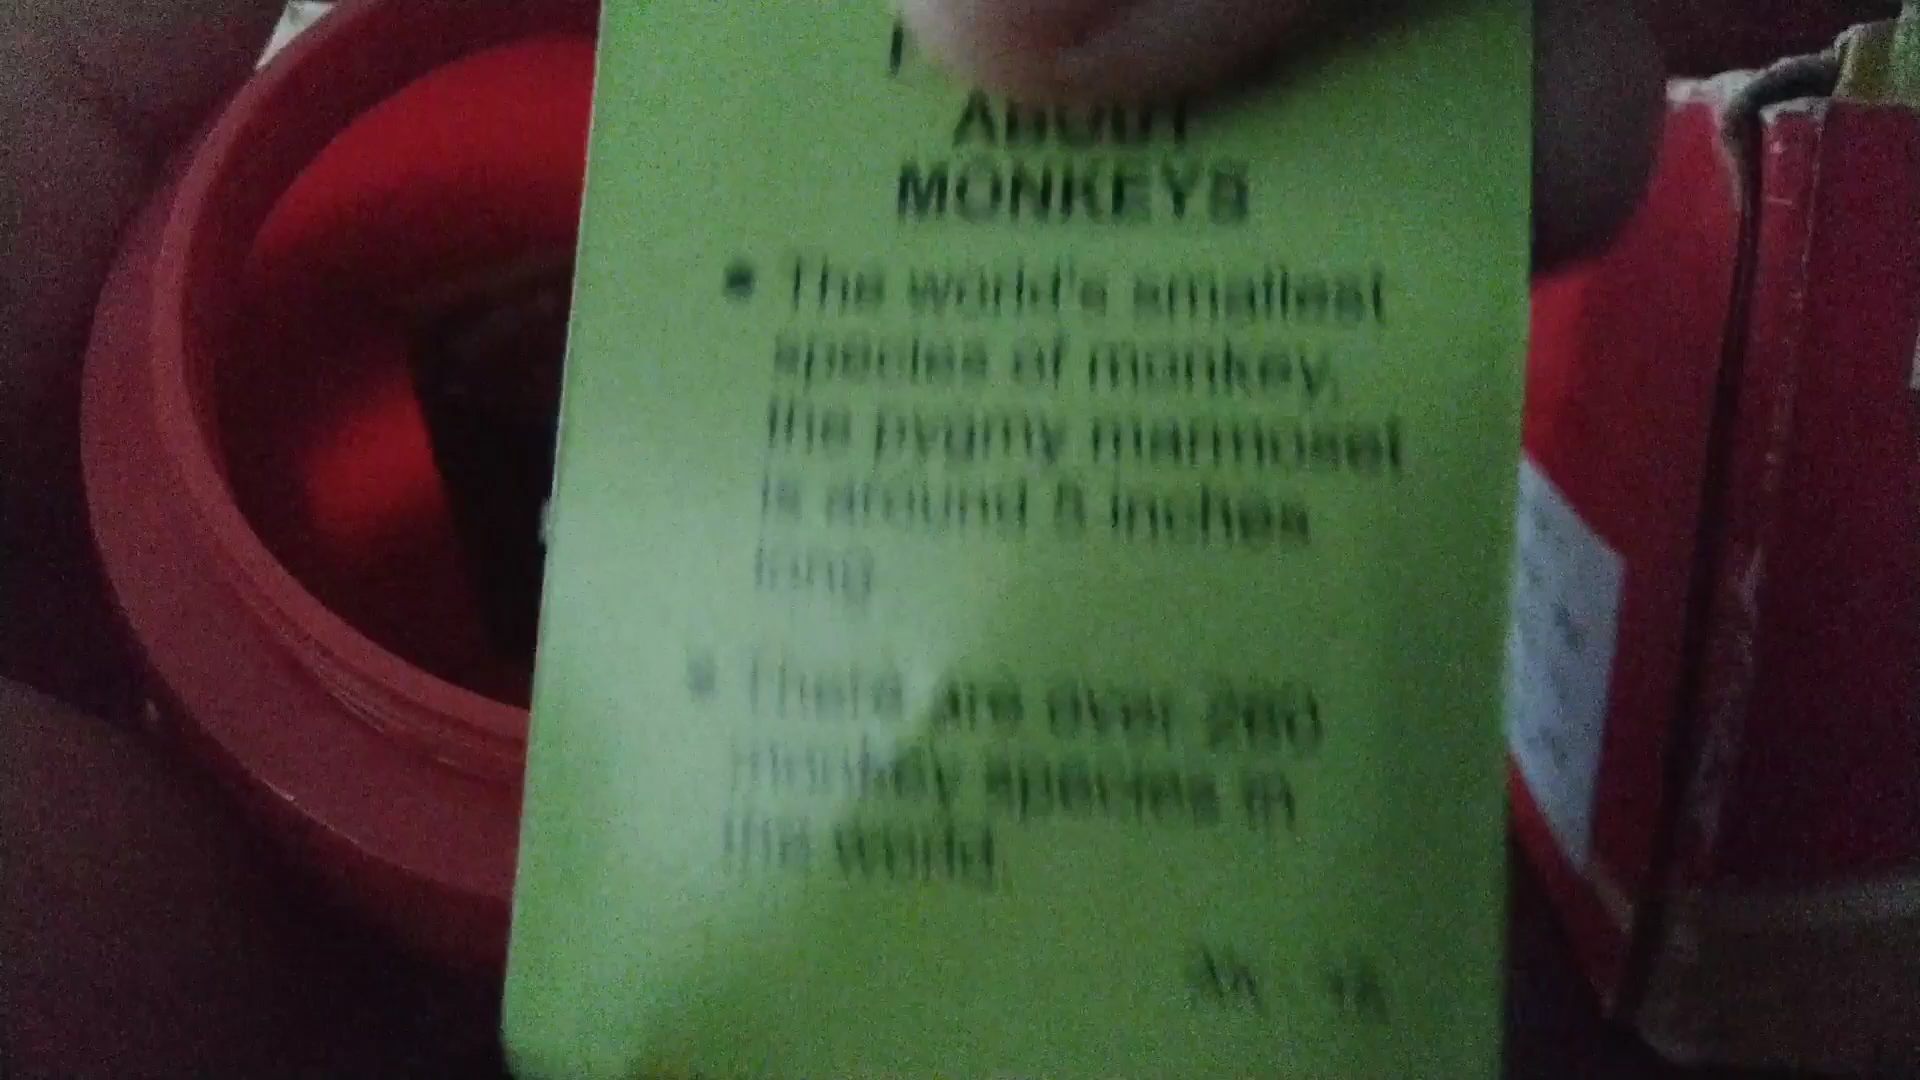 ABOUT
MONKEYS
• The world's smallest
species of monkey,
the pygmy marmoset
is around 5 inches
long
• There are over 260
monkey species in
the world